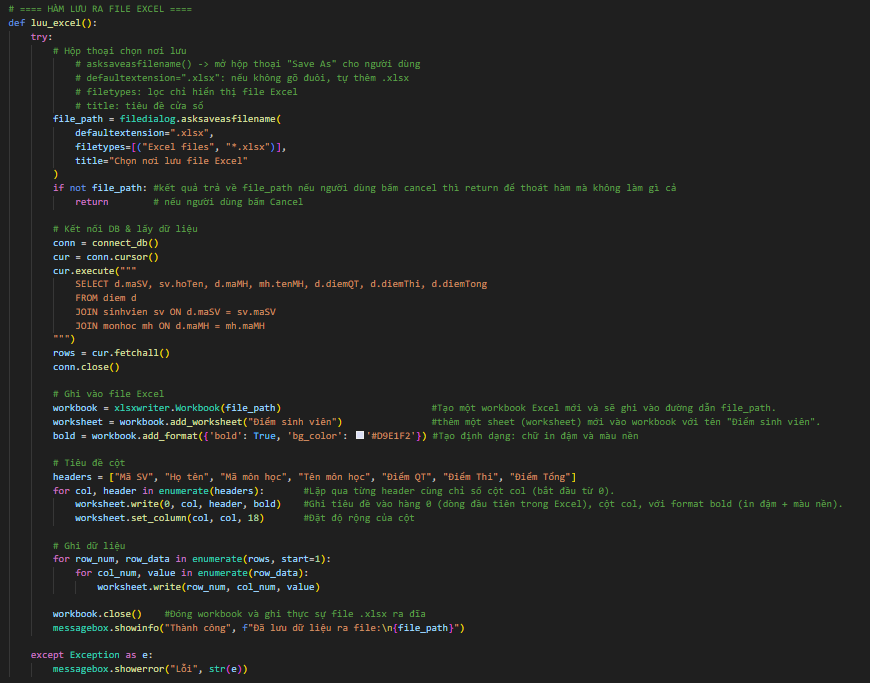 # ==== HÀM LƯU RA FILE EXCEL ====
def luu_excel():
    try:
        # Hộp thoại chọn nơi lưu
            # asksaveasfilename() -> mở hộp thoại "Save As" cho người dùng
            # defaultextension=".xlsx": nếu không gõ đuôi, tự thêm .xlsx
            # filetypes: lọc chỉ hiển thị file Excel
            # title: tiêu đề cửa sổ
        file_path = filedialog.asksaveasfilename(
            defaultextension=".xlsx",
            filetypes=[("Excel files", "*.xlsx")],
            title="Chọn nơi lưu file Excel"
        )
        if not file_path: #kết quả trả về file_path nếu người dùng bấm cancel thì return để thoát hàm mà không làm gì cả
            return        # nếu người dùng bấm Cancel

        # Kết nối DB & lấy dữ liệu
        conn = connect_db()
        cur = conn.cursor()
        cur.execute("""
            SELECT d.maSV, sv.hoTen, d.maMH, mh.tenMH, d.diemQT, d.diemThi, d.diemTong
            FROM diem d
            JOIN sinhvien sv ON d.maSV = sv.maSV
            JOIN monhoc mh ON d.maMH = mh.maMH
        """)
        rows = cur.fetchall()
        conn.close()

        # Ghi vào file Excel
        workbook = xlsxwriter.Workbook(file_path)                           #Tạo một workbook Excel mới và sẽ ghi vào đường dẫn file_path.
        worksheet = workbook.add_worksheet("Điểm sinh viên")                #thêm một sheet (worksheet) mới vào workbook với tên "Điểm sinh viên".
        bold = workbook.add_format({'bold': True, 'bg_color': '#D9E1F2'}) #Tạo định dạng: chữ in đậm và màu nền

        # Tiêu đề cột
        headers = ["Mã SV", "Họ tên", "Mã môn học", "Tên môn học", "Điểm QT", "Điểm Thi", "Điểm Tổng"]
        for col, header in enumerate(headers):       #Lặp qua từng header cùng chỉ số cột col (bắt đầu từ 0).
            worksheet.write(0, col, header, bold)    #Ghi tiêu đề vào hàng 0 (dòng đầu tiên trong Excel), cột col, với format bold (in đậm + màu nền).
            worksheet.set_column(col, col, 18)       #Đặt độ rộng của cột

        # Ghi dữ liệu
        for row_num, row_data in enumerate(rows, start=1):
            for col_num, value in enumerate(row_data):
                worksheet.write(row_num, col_num, value)

        workbook.close()    #Đóng workbook và ghi thực sự file .xlsx ra đĩa
        messagebox.showinfo("Thành công", f"Đã lưu dữ liệu ra file:\n{file_path}")

    except Exception as e:
        messagebox.showerror("Lỗi", str(e))